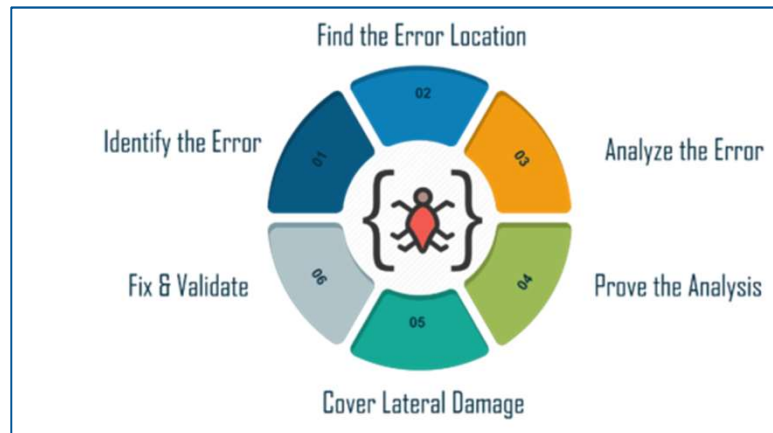 Find the Error Location
02
Identify the Error
01
03
Analyze the Error
{ }
Fix & Validate
06
04
Prove the Analysis
05
Cover Lateral Damage